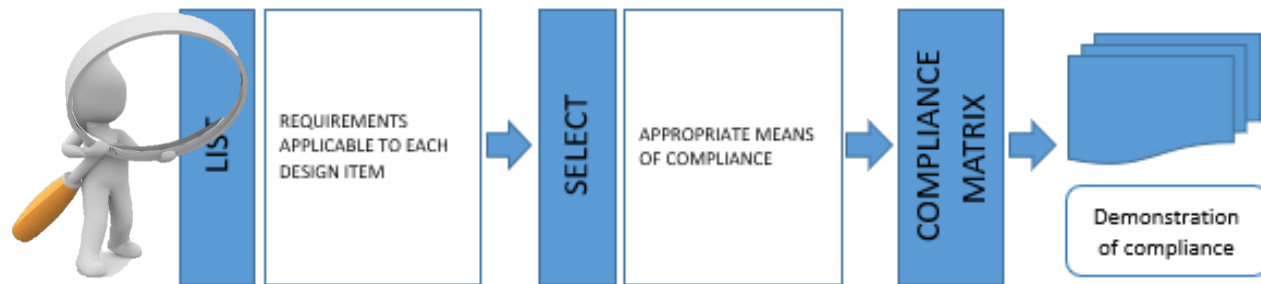 LIST
REQUIREMENTS
APPLICABLE TO EACH
DESIGN ITEM
SELECT
APPROPRIATE MEANS
OF COMPLIANCE
COMPLIANCE
MATRIX
Demonstration
of compliance